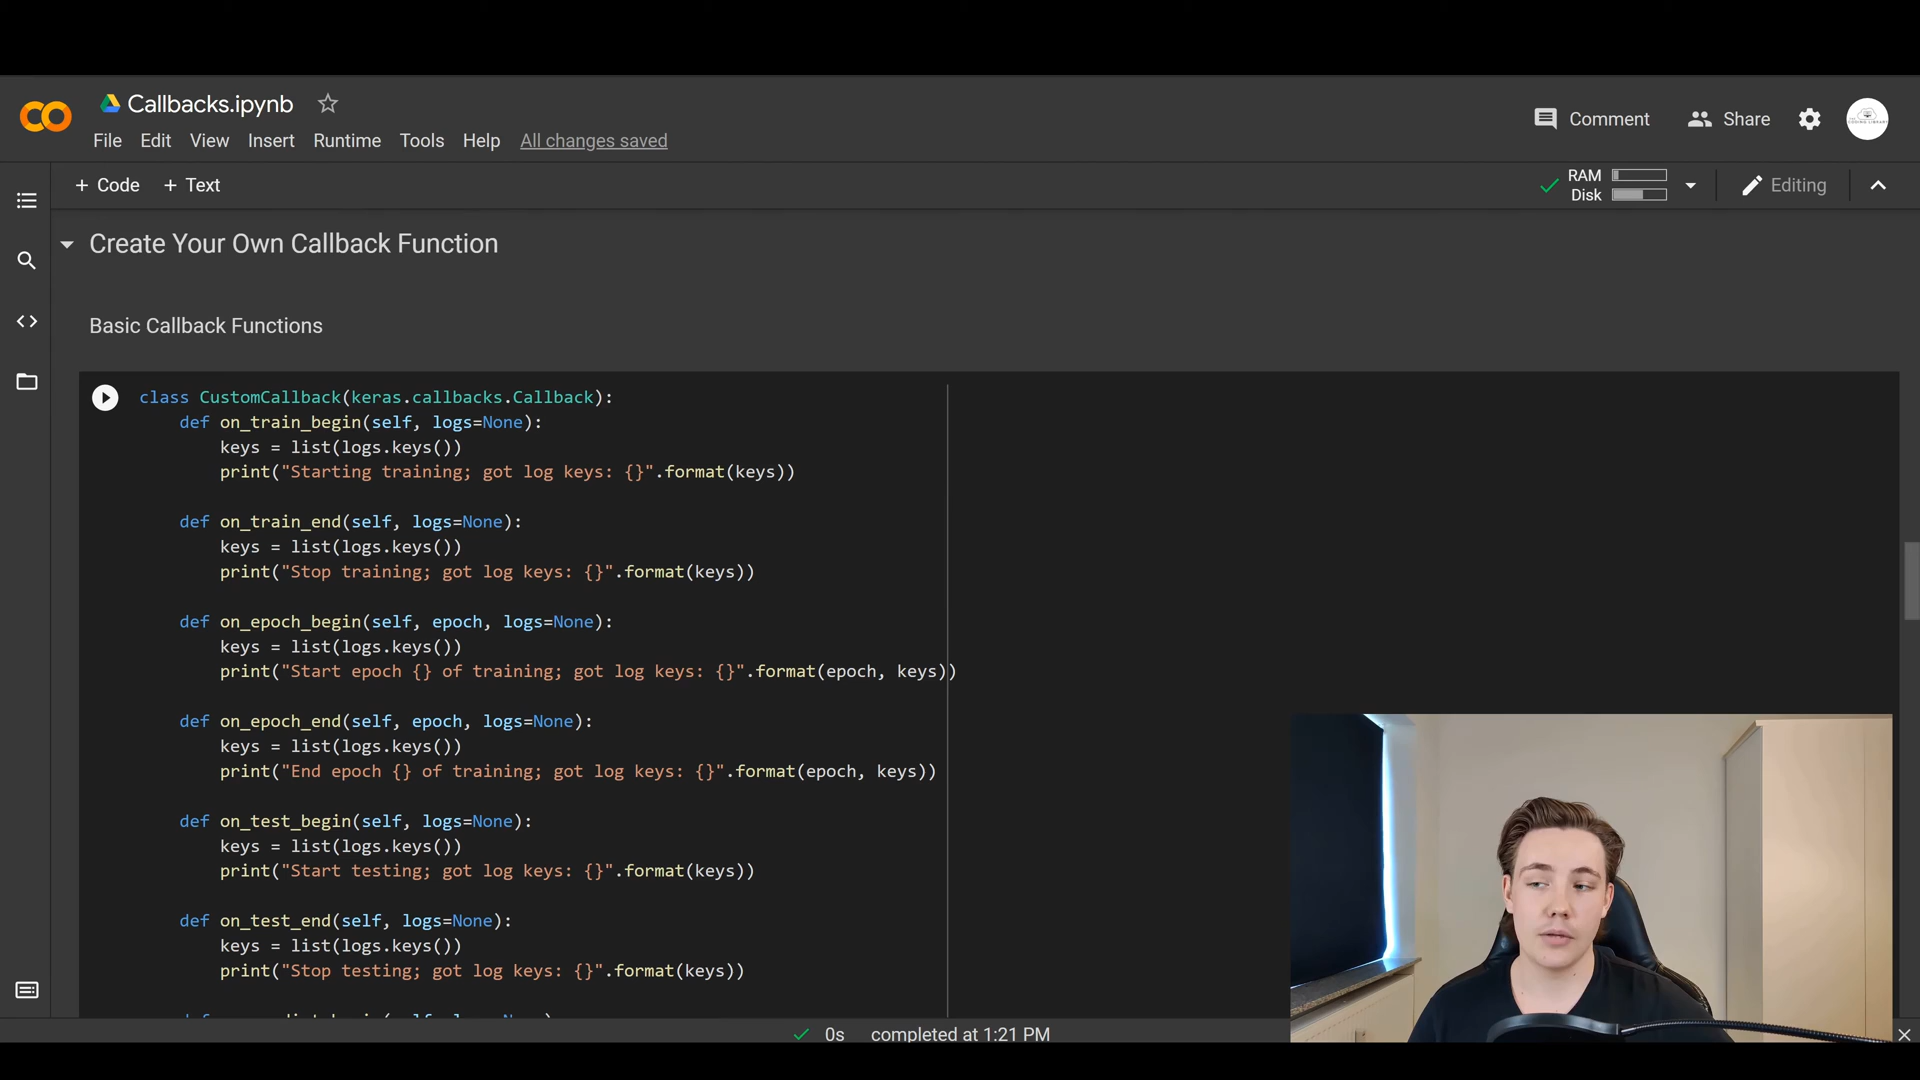 Callbacks.ipynb
File Edit View Insert Runtime Tools Help All changes saved
Comment Share
+ Code + Text
RAM
Disk
Editing
Create Your Own Callback Function
Basic Callback Functions
class CustomCallback(keras.callbacks.Callback):
    def on_train_begin(self, logs=None):
        keys = list(logs.keys())
        print("Starting training; got log keys: {}".format(keys))
    def on_train_end(self, logs=None):
        keys = list(logs.keys())
        print("Stop training; got log keys: {}".format(keys))
    def on_epoch_begin(self, epoch, logs=None):
        keys = list(logs.keys())
        print("Start epoch {} of training; got log keys: {}".format(epoch, keys))
    def on_epoch_end(self, epoch, logs=None):
        keys = list(logs.keys())
        print("End epoch {} of training; got log keys: {}".format(epoch, keys))
    def on_test_begin(self, logs=None):
        keys = list(logs.keys())
        print("Start testing; got log keys: {}".format(keys))
    def on_test_end(self, logs=None):
        keys = list(logs.keys())
        print("Stop testing; got log keys: {}".format(keys))
0s completed at 1:21 PM